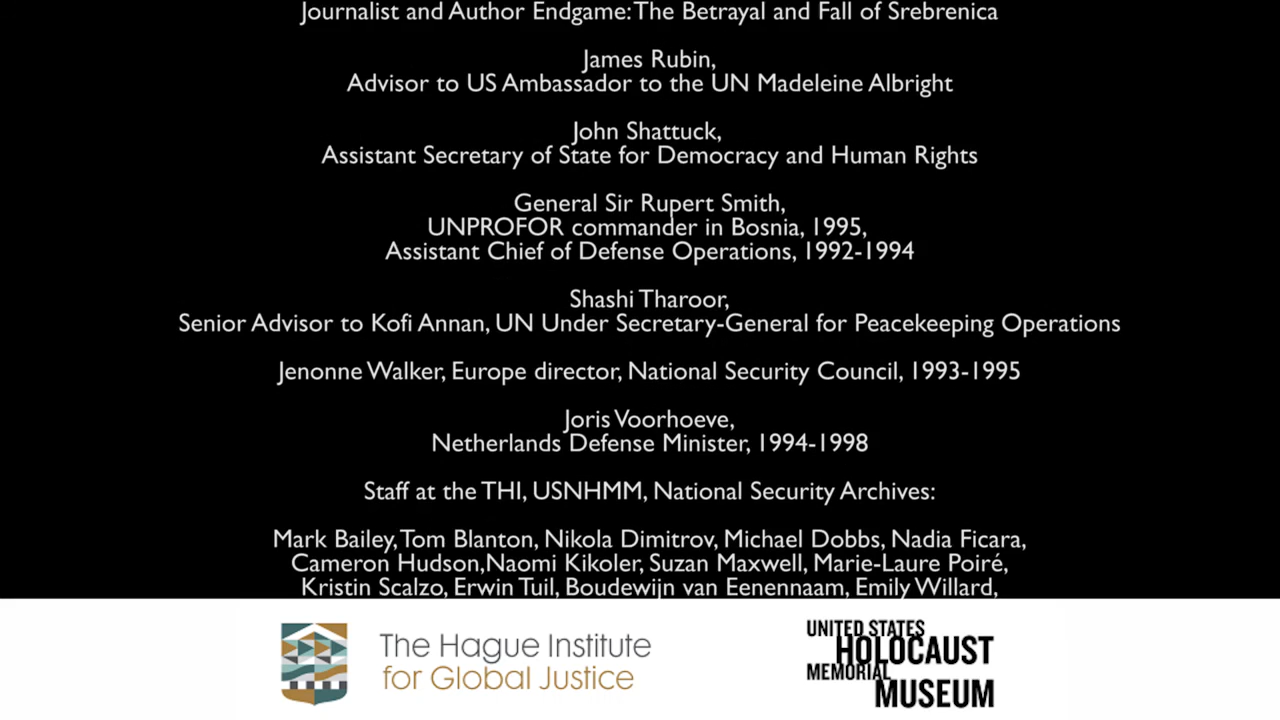 Journalist and Author Endgame: The Betrayal and Fall of Srebrenica
James Rubin,
Advisor to US Ambassador to the UN Madeleine Albright
John Shattuck,
Assistant Secretary of State for Democracy and Human Rights
General Sir Rupert Smith,
UNPROFOR commander in Bosnia, 1995,
Assistant Chief of Defense Operations, 1992-1994
Shashi Tharoor,
Senior Advisor to Kofi Annan, UN Under Secretary-General for Peacekeeping Operations
Jenonne Walker, Europe director, National Security Council, 1993-1995
Joris Voorhoeve,
Netherlands Defense Minister, 1994-1998
Staff at the THI, USNHMM, National Security Archives:
Mark Bailey, Tom Blanton, Nikola Dimitrov, Michael Dobbs, Nadia Ficara,
Cameron Hudson,Naomi Kikoler, Suzan Maxwell, Marie-Laure Poiré,
Kristin Scalzo, Erwin Tuil, Boudewijn van Eenennaam, Emily Willard,
The Hague Institute
for Global Justice
UNITED STATES
HOLOCAUST
MEMORIAL
MUSEUM